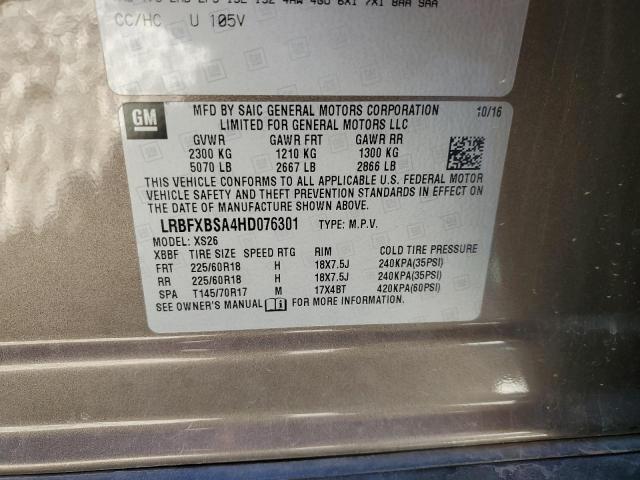 CC/HC U 105V
GM
MFD BY SAIC GENERAL MOTORS CORPORATION 10/16
LIMITED FOR GENERAL MOTORS LLC
GVWR GAWR FRT GAWR RR
2300 KG 1210 KG 1300 KG
5070 LB 2667 LB 2866 LB
THIS VEHICLE CONFORMS TO ALL APPLICABLE U.S. FEDERAL MOTOR
VEHICLE SAFETY AND THEFT PREVENTION STANDARDS IN EFFECT ON
THE DATE OF MANUFACTURE SHOWN ABOVE.
LRBFXBSA4HD076301 TYPE: M.P.V.
MODEL: XS26
XBBF TIRE SIZE SPEED RTG RIM COLD TIRE PRESSURE
FRT 225/60R18 H 18X7.5J 240KPA(35PSI)
RR 225/60R18 H 18X7.5J 240KPA(35PSI)
SPA T145/70R17 M 17X4BT 420KPA(60PSI)
SEE OWNER'S MANUAL FOR MORE INFORMATION